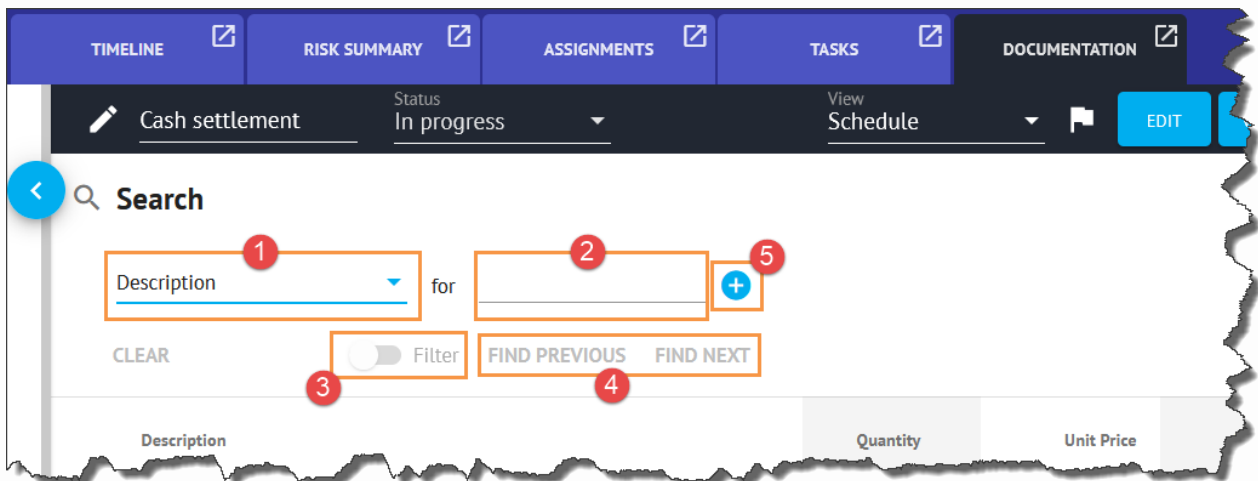 TIMELINE RISK SUMMARY ASSIGNMENTS TASKS DOCUMENTATION
Status View
Cash settlement In progress Schedule EDIT
Search
1 2 5
Description for
CLEAR Filter FIND PREVIOUS FIND NEXT
3 4
Description Quantity Unit Price